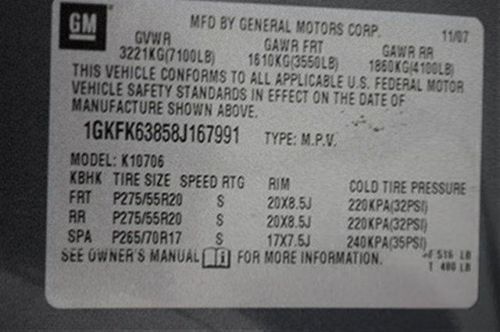 GM
MFD BY GENERAL MOTORS CORP. 11/07
GVWR GAWR FRT GAWR RR
3221KG(7100LB) 1610KG(3550LB) 1860KG(4100LB)
THIS VEHICLE CONFORMS TO ALL APPLICABLE U.S. FEDERAL MOTOR
VEHICLE SAFETY STANDARDS IN EFFECT ON THE DATE OF
MANUFACTURE SHOWN ABOVE.
1GKFK63858J167991 TYPE: M.P.V.
MODEL: K10706
KBHK TIRE SIZE SPEED RTG RIM COLD TIRE PRESSURE
FRT P275/55R20 S 20X8.5J 220KPA(32PSI)
RR P275/55R20 S 20X8.5J 220KPA(32PSI)
SPA P265/70R17 S 17X7.5J 240KPA(35PSI)
SEE OWNER'S MANUAL FOR MORE INFORMATION.
516 LB
T 480 LB